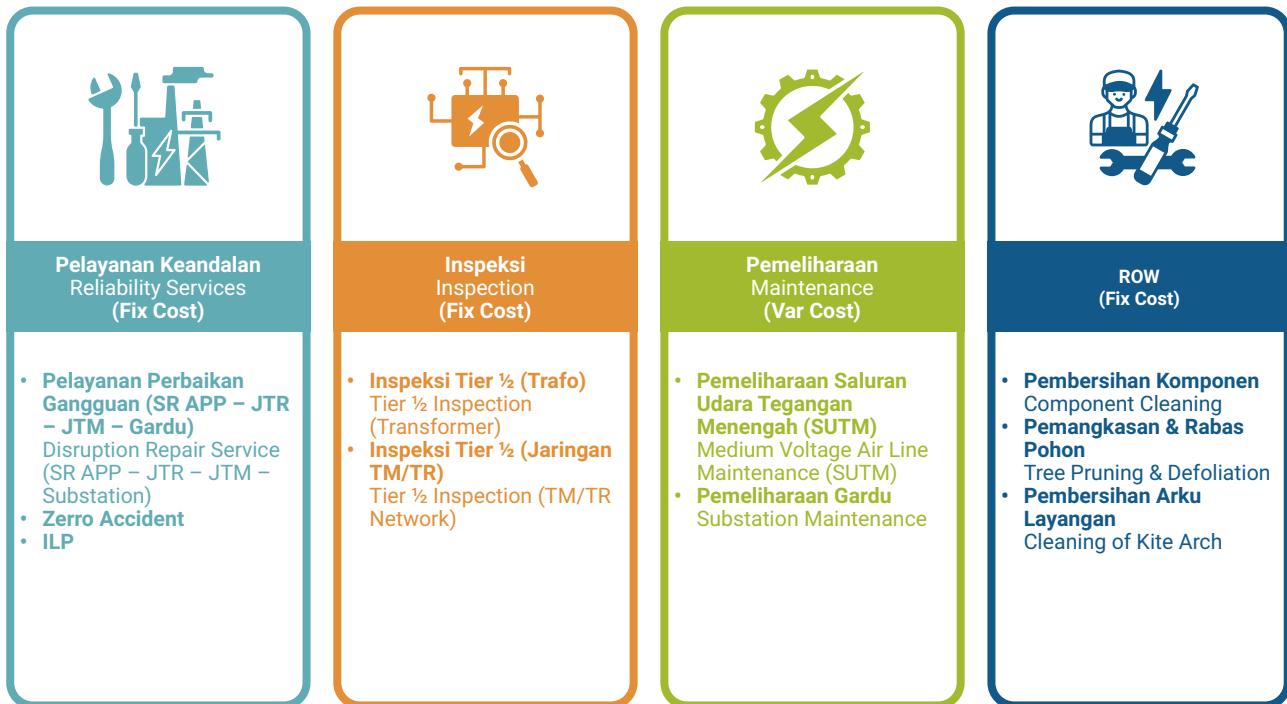 Pelayanan Keandalan
Reliability Services
(Fix Cost)
• Pelayanan Perbaikan
Gangguan (SR APP – JTR
– JTM – Gardu)
Disruption Repair Service
(SR APP – JTR – JTM –
Substation)
• Zerro Accident
• ILP
Inspeksi
Inspection
(Fix Cost)
• Inspeksi Tier ½ (Trafo)
Tier ½ Inspection
(Transformer)
• Inspeksi Tier ½ (Jaringan
TM/TR)
Tier ½ Inspection (TM/TR
Network)
Pemeliharaan
Maintenance
(Var Cost)
• Pemeliharaan Saluran
Udara Tegangan
Menengah (SUTM)
Medium Voltage Air Line
Maintenance (SUTM)
• Pemeliharaan Gardu
Substation Maintenance
ROW
(Fix Cost)
• Pembersihan Komponen
Component Cleaning
• Pemangkasan & Rabas
Pohon
Tree Pruning & Defoliation
• Pembersihan Arku
Layangan
Cleaning of Kite Arch